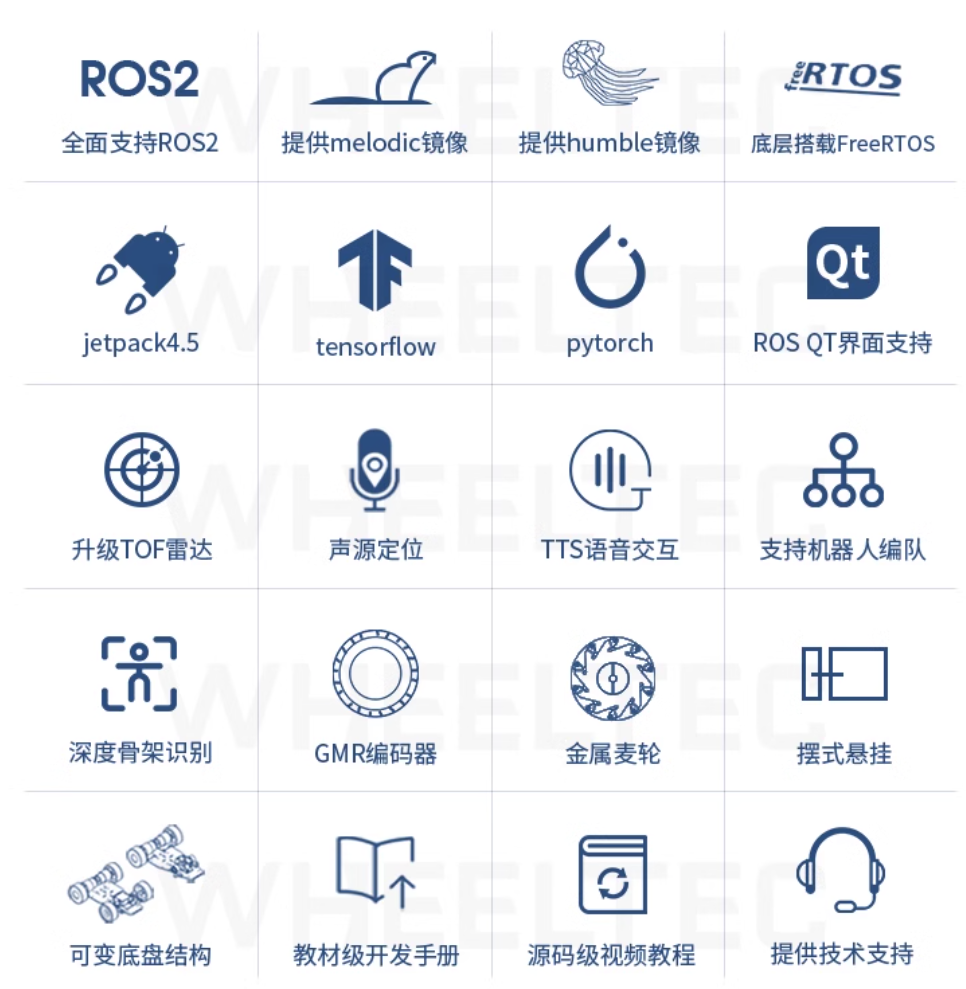 ROS2
free RTOS
全面支持ROS2
提供melodic镜像
提供humble镜像
底层搭载FreeRTOS
Qt
jetpack4.5
tensorflow
pytorch
ROS QT界面支持
升级TOF雷达
声源定位
TTS语音交互
支持机器人编队
深度骨架识别
GMR编码器
金属麦轮
摆式悬挂
可变底盘结构
教材级开发手册
源码级视频教程
提供技术支持
WHEELTEC
WHEELTEC
WHEELTEC
WHEELTEC
WHEELTEC